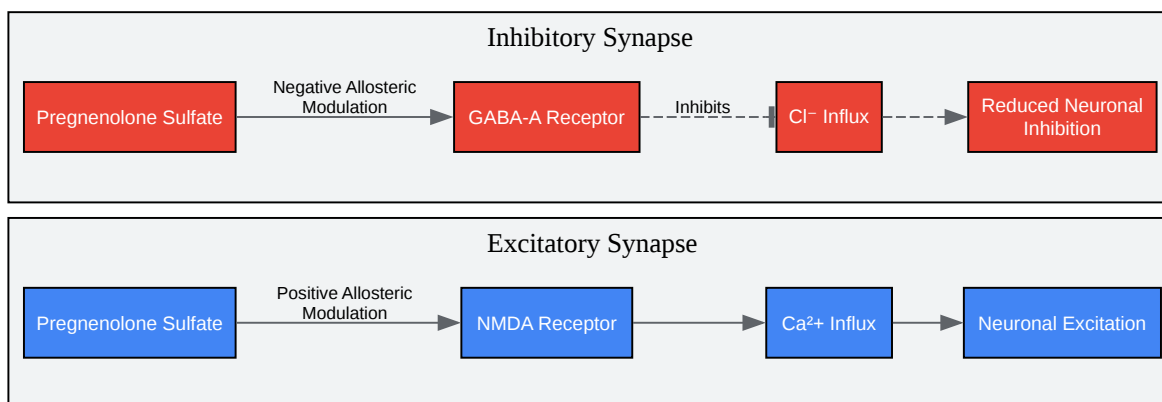 Inhibitory Synapse
Pregnenolone Sulfate
Negative Allosteric
Modulation
GABA-A Receptor
Inhibits
Cl⁻ Influx
Reduced Neuronal
Inhibition
Excitatory Synapse
Pregnenolone Sulfate
Positive Allosteric
Modulation
NMDA Receptor
Ca²+ Influx
Neuronal Excitation